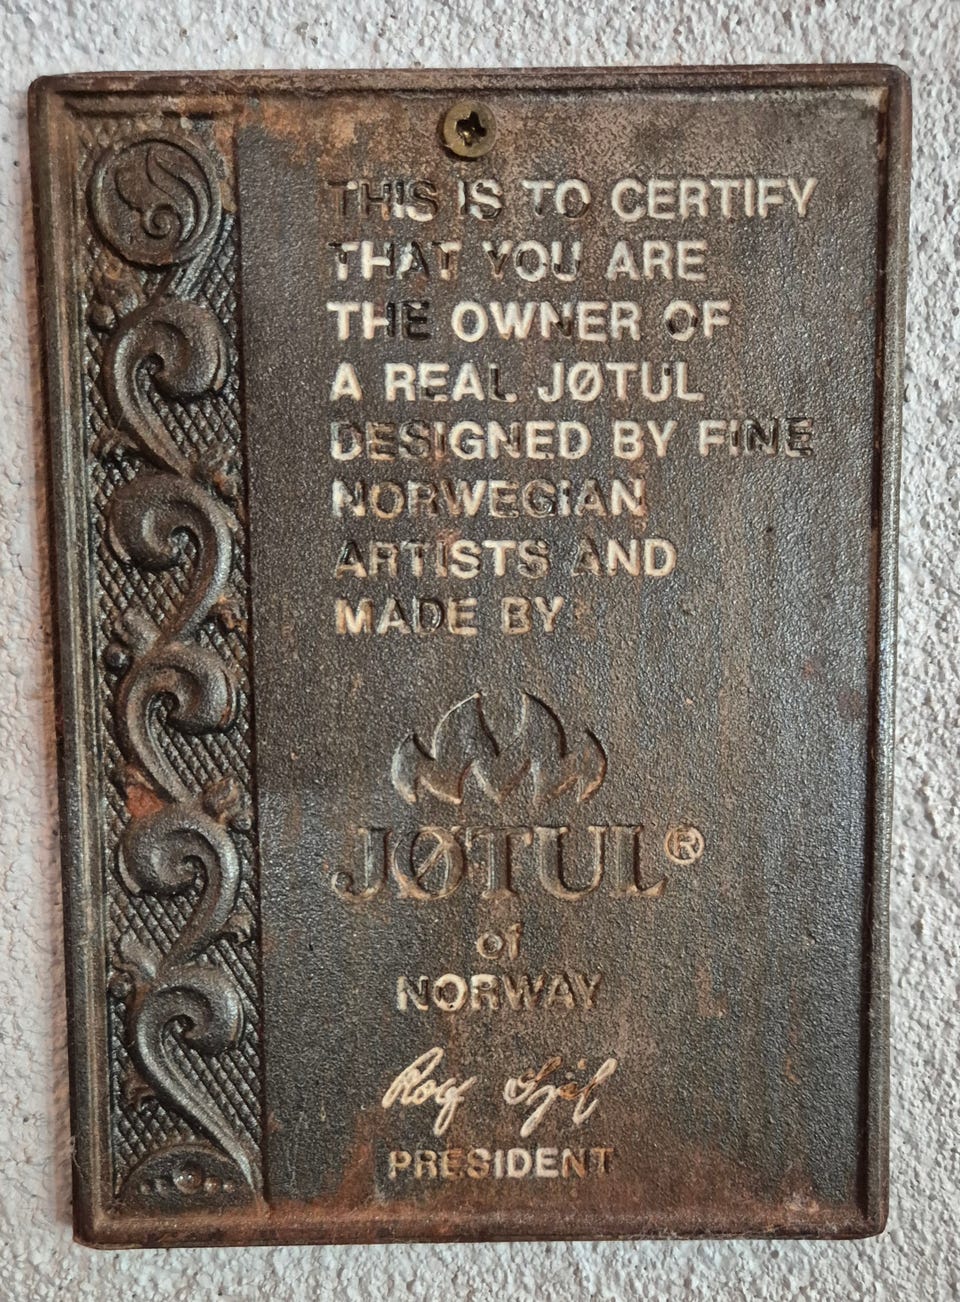 THIS IS TO CERTIFY
THAT YOU ARE
THE OWNER OF
A REAL JØTUL
DESIGNED BY FINE
NORWEGIAN
ARTISTS AND
MADE BY
JØTUL®
of
NORWAY
Rolf
PRESIDENT